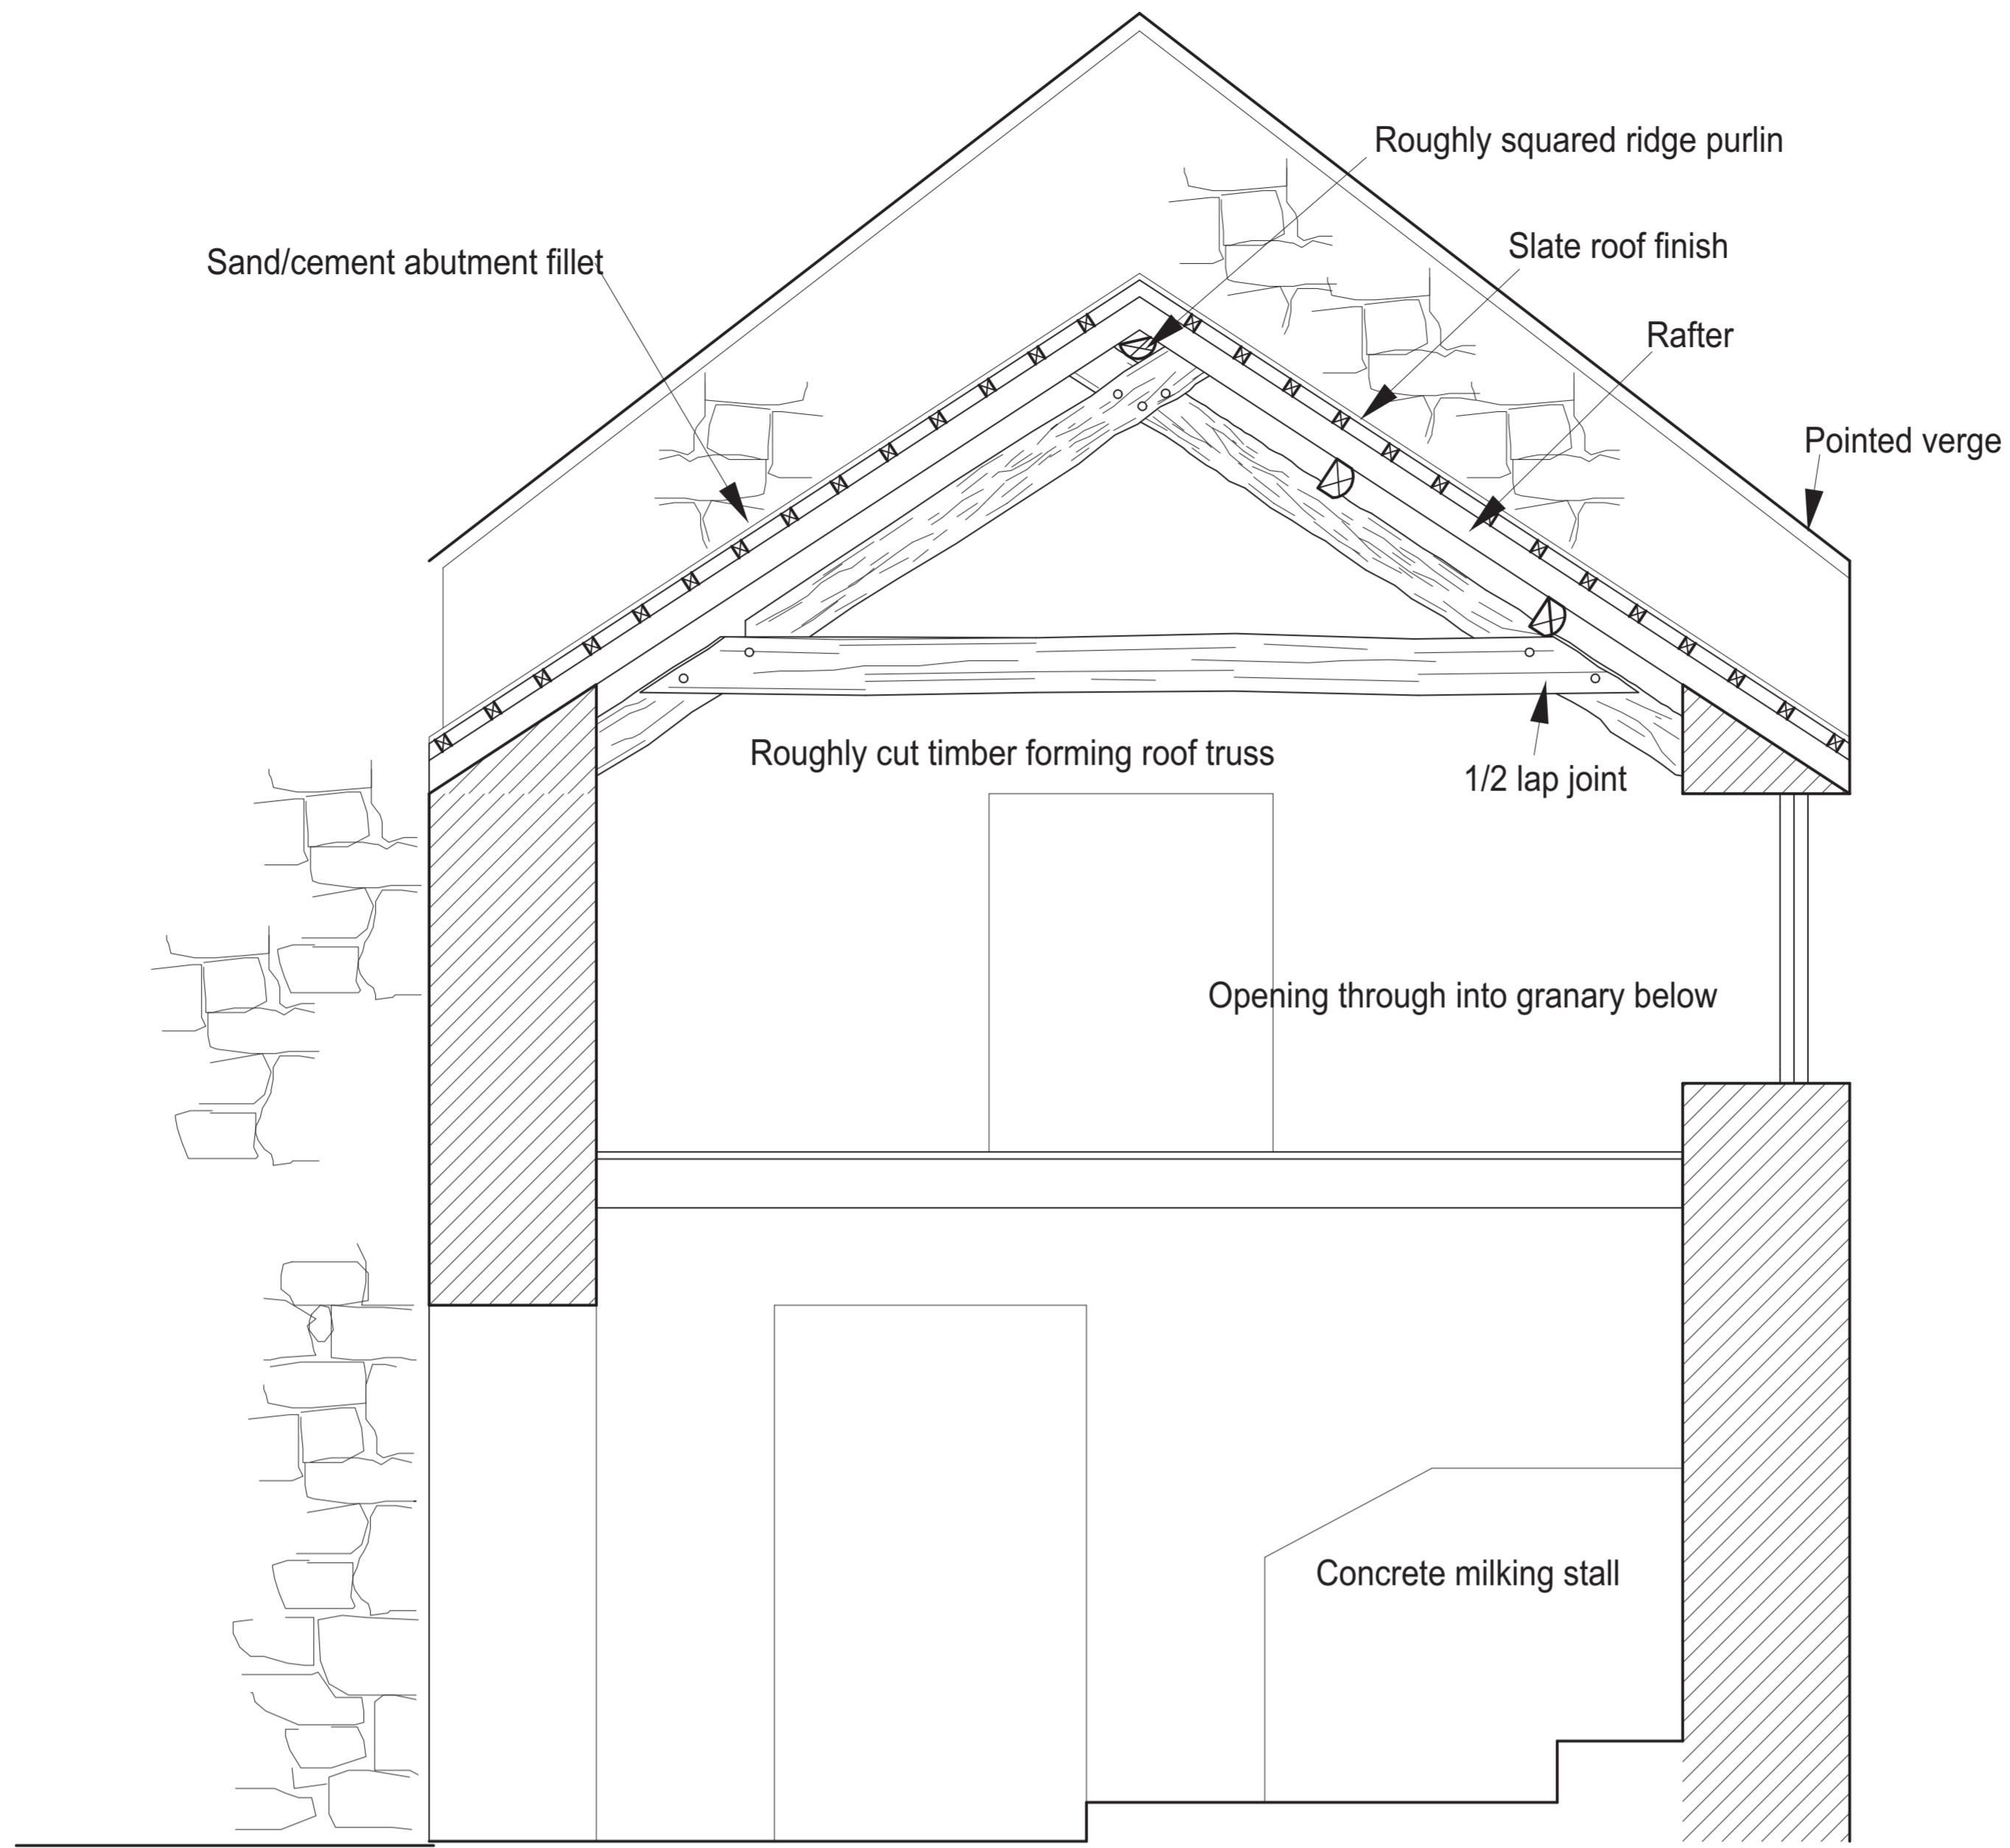 Roughly squared ridge purlin
Slate roof finish
Sand/cement abutment fillet
Rafter
Pointed verge
Roughly cut timber forming roof truss
1/2 lap joint
Opening through into granary below
Concrete milking stall